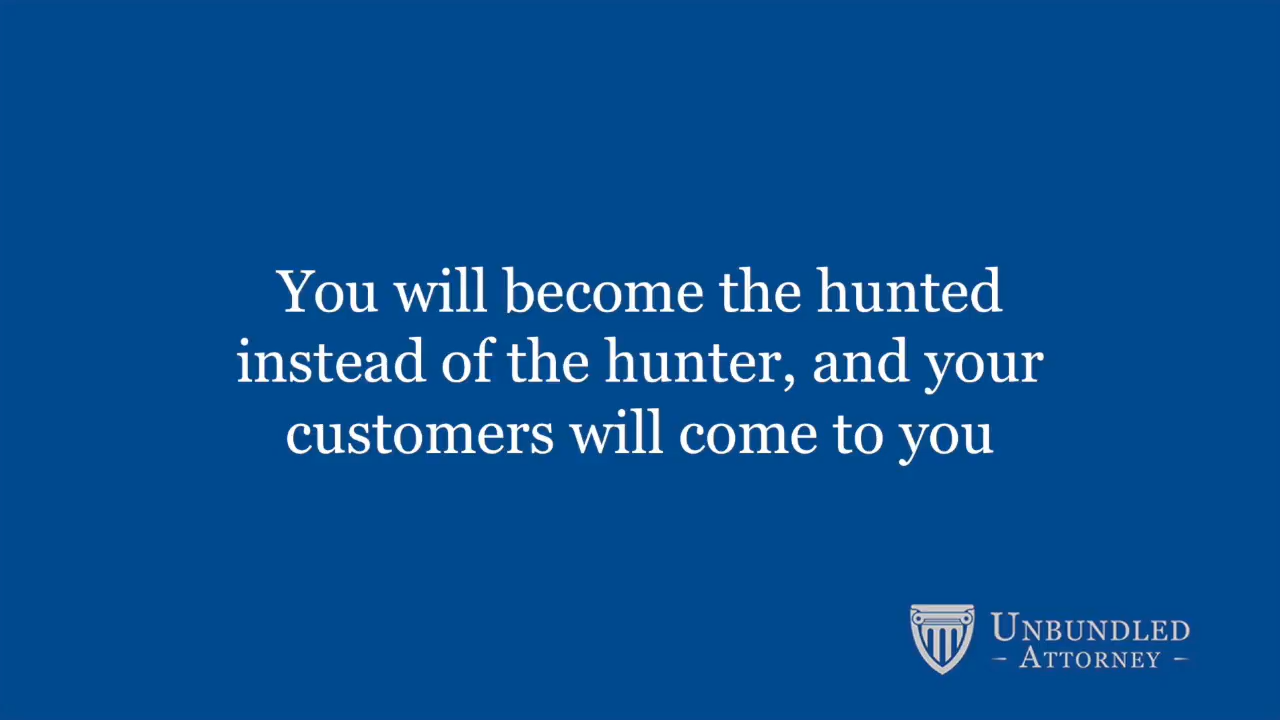 You will become the hunted
instead of the hunter, and your
customers will come to you
UNBUNDLED
- ATTORNEY -